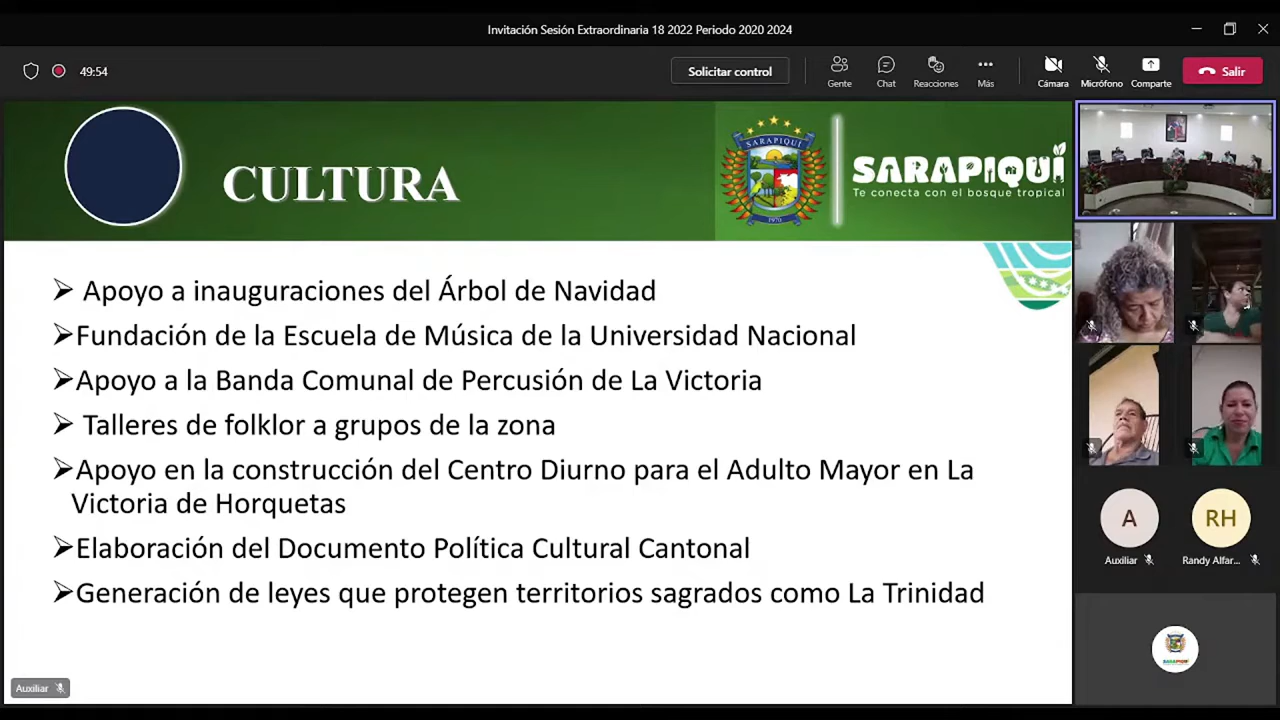 Invitación Sesión Extraordinaria 18 2022 Periodo 2020 2024
49:54
Solicitar control
Gente
Chat
Reacciones
Más
Cámara
Micrófono
Comparte
Salir
CULTURA
SARAPIQUÍ
1970
SARAPIQUÍ
Te conecta con el bosque tropical
➢ Apoyo a inauguraciones del Árbol de Navidad
➢Fundación de la Escuela de Música de la Universidad Nacional
➢Apoyo a la Banda Comunal de Percusión de La Victoria
➢ Talleres de folklor a grupos de la zona
➢Apoyo en la construcción del Centro Diurno para el Adulto Mayor en La
Victoria de Horquetas
➢Elaboración del Documento Política Cultural Cantonal
➢Generación de leyes que protegen territorios sagrados como La Trinidad
A
RH
Auxiliar
Randy Alfar...
SARAPIQUÍ
Auxiliar